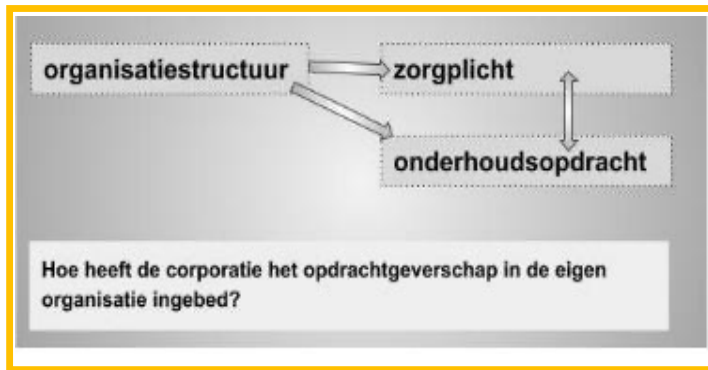 organisatiestructuur
zorgplicht
onderhoudsopdracht
Hoe heeft de corporatie het opdrachtgeverschap in de eigen
organisatie ingebed?